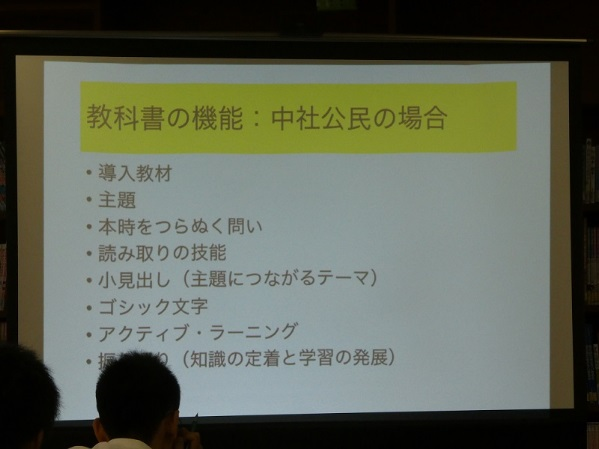 教科書の機能：中社公民の場合
・導入教材
・主題
・本時をつらぬく問い
・読み取りの技能
・小見出し（主題につながるテーマ）
・ゴシック文字
・アクティブ・ラーニング
・（知識の定着と学習の発展）